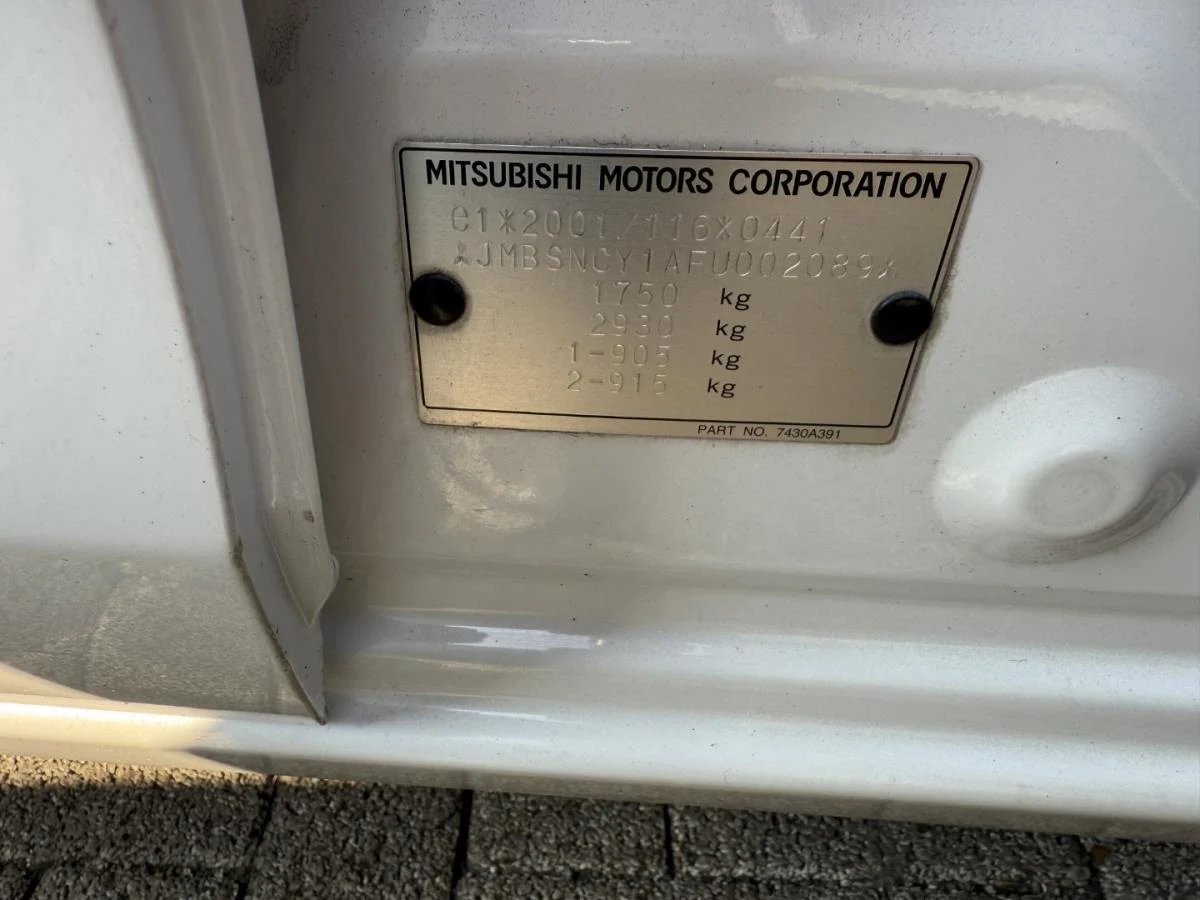 MITSUBISHI MOTORS CORPORATION
e1*2001/116*0441
JMBSNCY1AFU002089
1750 kg
2930 kg
1-905 kg
2-915 kg
PART NO. 7430A391